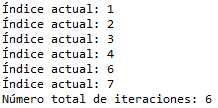 Índice actual: 1
Índice actual: 2
Índice actual: 3
Índice actual: 4
Índice actual: 6
Índice actual: 7
Número total de iteraciones: 6